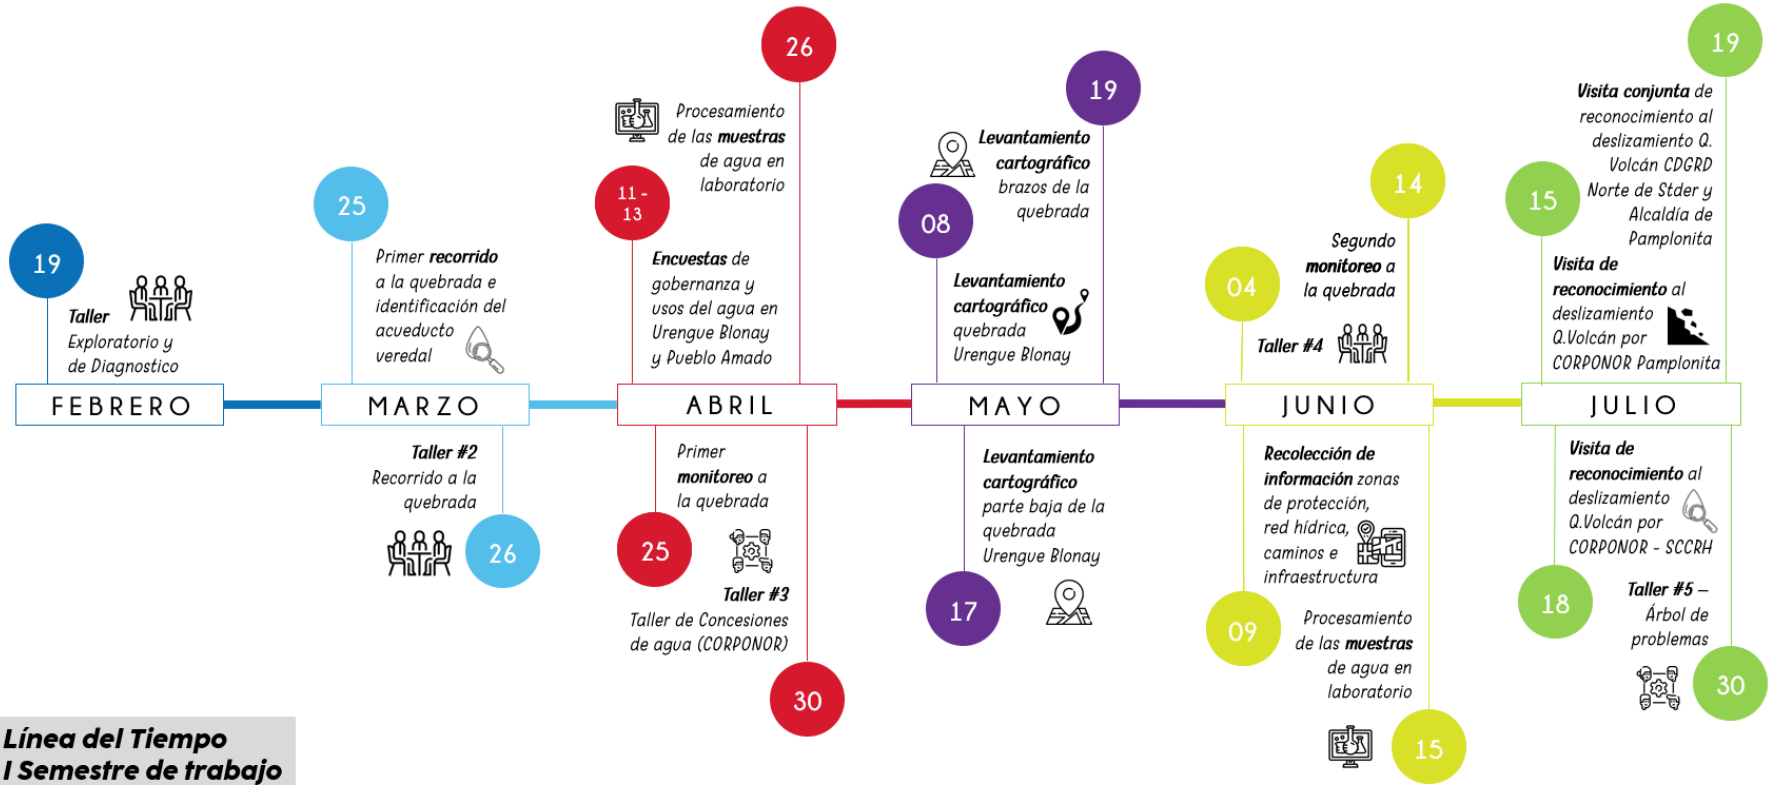 19
Taller
Exploratorio y
de Diagnostico
FEBRERO
25
Primer recorrido
a la quebrada e
identificación del
acueducto
veredal
MARZO
Taller #2
Recorrido a la
quebrada
26
11 -
13
Encuestas de
gobernanza y
usos del agua en
Urengue Blonay
y Pueblo Amado
26
Procesamiento
de las muestras
de agua en
laboratorio
ABRIL
Primer
monitoreo a
la quebrada
25
Taller #3
Taller de Concesiones
de agua (CORPONOR)
30
08
Levantamiento
cartográfico
quebrada
Urengue Blonay
19
Levantamiento
cartográfico
brazos de la
quebrada
MAYO
Levantamiento
cartográfico
parte baja de la
quebrada
Urengue Blonay
17
04
Taller #4
14
Segundo
monitoreo a
la quebrada
JUNIO
Recolección de
información zonas
de protección,
red hídrica,
caminos e
infraestructura
09
Procesamiento
de las muestras
de agua en
laboratorio
15
15
Visita de
reconocimiento al
deslizamiento
Q.Volcán por
CORPONOR Pamplonita
19
Visita conjunta de
reconocimiento al
deslizamiento Q.
Volcán CDGRD
Norte de Stder y
Alcaldía de
Pamplonita
JULIO
Visita de
reconocimiento al
deslizamiento
Q.Volcán por
CORPONOR - SCCRH
18
Taller #5 –
Árbol de
problemas
30
Línea del Tiempo
I Semestre de trabajo